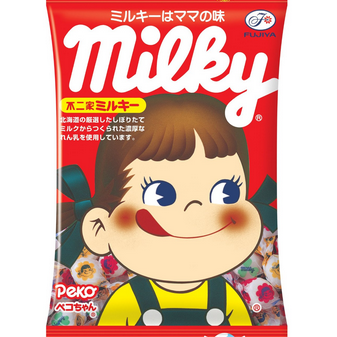 ミルキーはママの味
F
FUJIYA
milky
®
不二家ミルキー
北海道の厳選したしぼりたて
ミルクからつくられた濃厚な
れん乳を使用しています。
Peko
ペコちゃん®